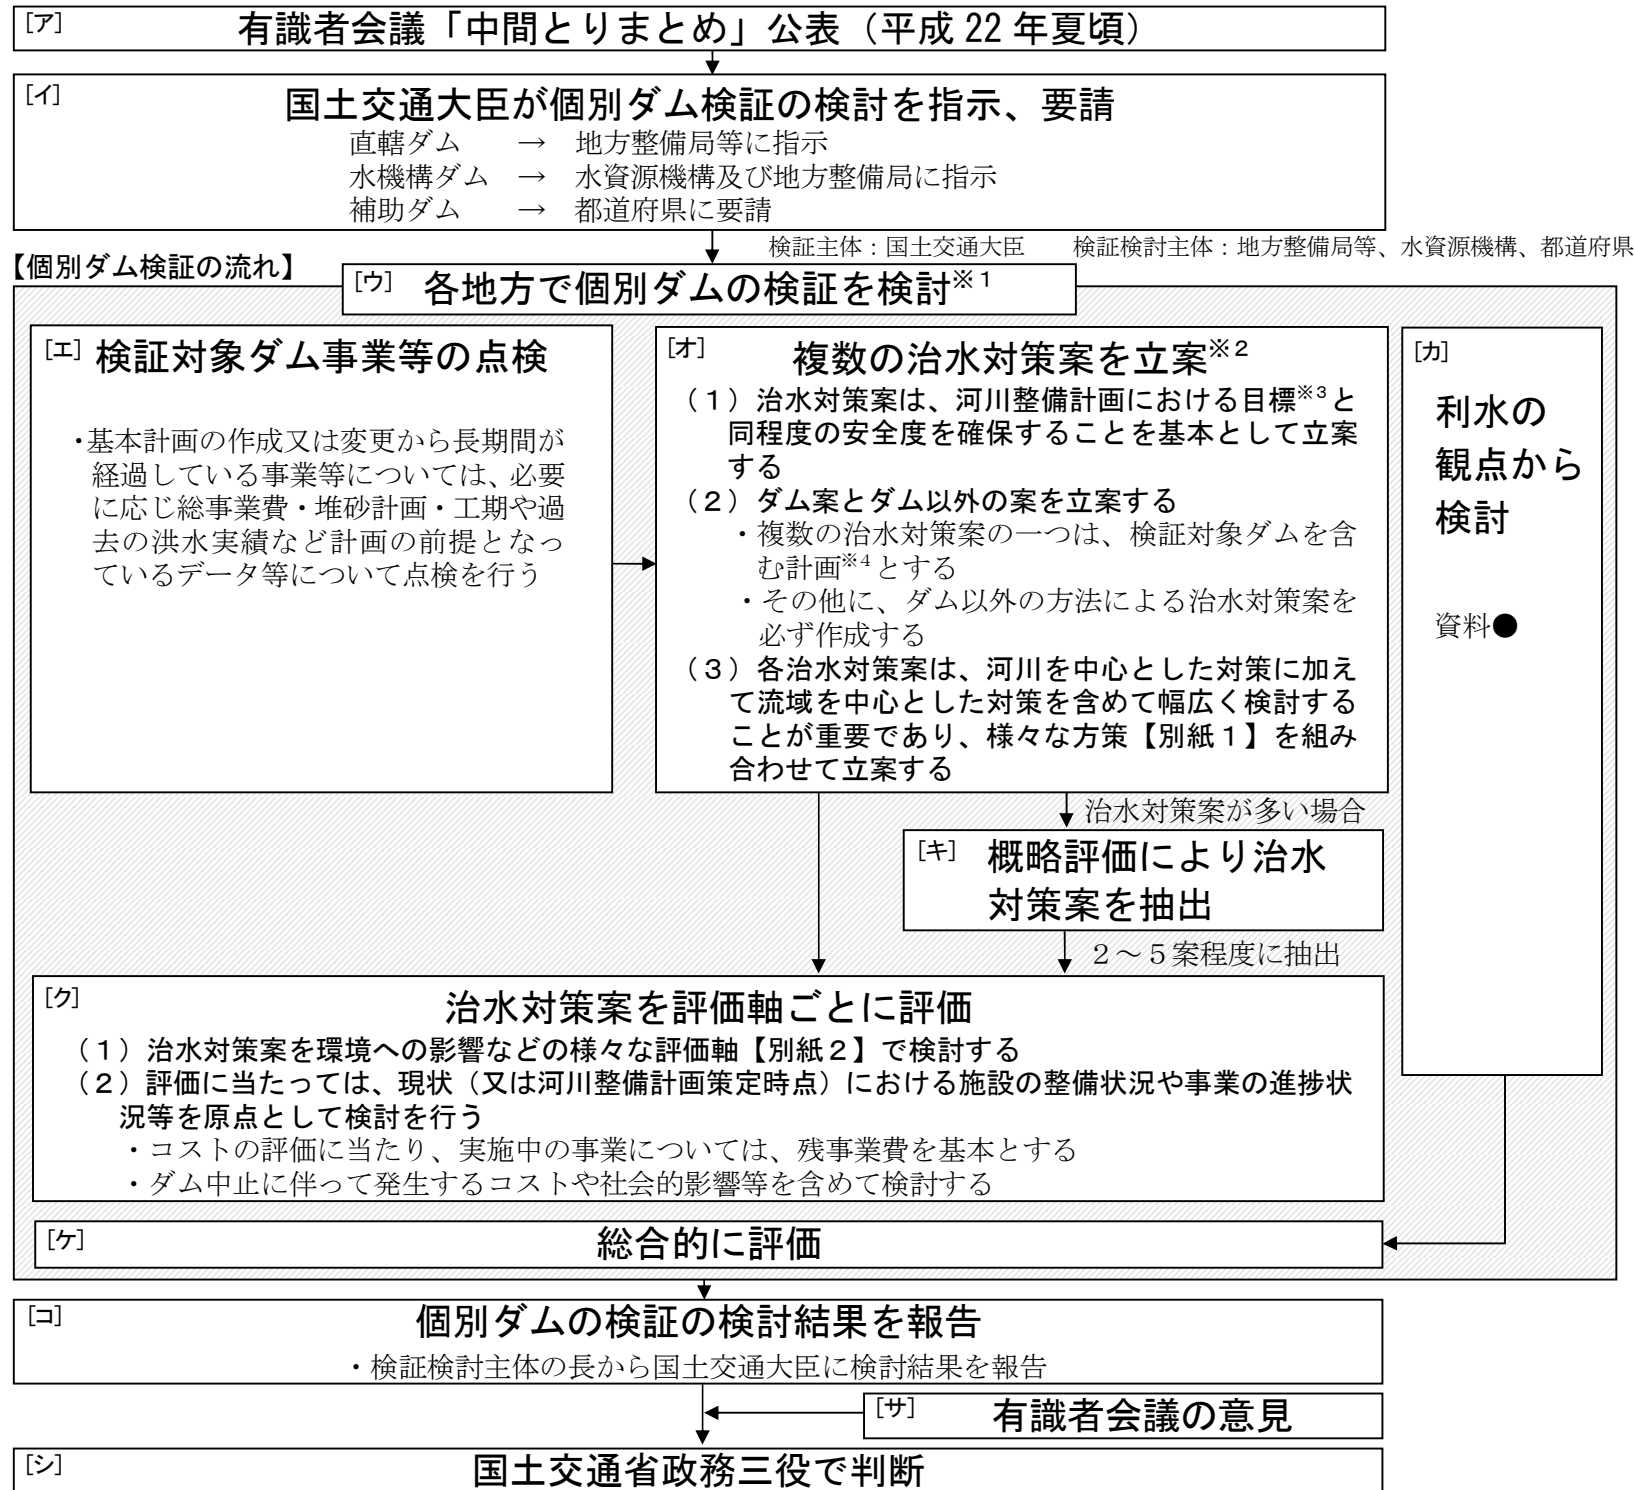 [ア] 有識者会議「中間とりまとめ」公表（平成 22 年夏頃）
[イ] 国土交通大臣が個別ダム検証の検討を指示、要請
直轄ダム → 地方整備局等に指示
水機構ダム → 水資源機構及び地方整備局に指示
補助ダム → 都道府県に要請
検証主体：国土交通大臣 検証検討主体：地方整備局等、水資源機構、都道府県
【個別ダム検証の流れ】
[ウ] 各地方で個別ダムの検証を検討※１
[エ] 検証対象ダム事業等の点検
・基本計画の作成又は変更から長期間が
経過している事業等については、必要
に応じ総事業費・堆砂計画・工期や過
去の洪水実績など計画の前提となっ
ているデータ等について点検を行う
[オ] 複数の治水対策案を立案※２
（１）治水対策案は、河川整備計画における目標※３と
同程度の安全度を確保することを基本として立案
する
（２）ダム案とダム以外の案を立案する
・複数の治水対策案の一つは、検証対象ダムを含
む計画※４とする
・その他に、ダム以外の方法による治水対策案を
必ず作成する
（３）各治水対策案は、河川を中心とした対策に加え
て流域を中心とした対策を含めて幅広く検討する
ことが重要であり、様々な方策【別紙１】を組み
合わせて立案する
[カ]
利水の
観点から
検討
資料●
治水対策案が多い場合
[キ] 概略評価により治水
対策案を抽出
２～５案程度に抽出
[ク] 治水対策案を評価軸ごとに評価
（１）治水対策案を環境への影響などの様々な評価軸【別紙２】で検討する
（２）評価に当たっては、現状（又は河川整備計画策定時点）における施設の整備状況や事業の進捗状
況等を原点として検討を行う
・コストの評価に当たり、実施中の事業については、残事業費を基本とする
・ダム中止に伴って発生するコストや社会的影響等を含めて検討する
[ケ] 総合的に評価
[コ] 個別ダムの検証の検討結果を報告
・検証検討主体の長から国土交通大臣に検討結果を報告
[サ] 有識者会議の意見
[シ] 国土交通省政務三役で判断